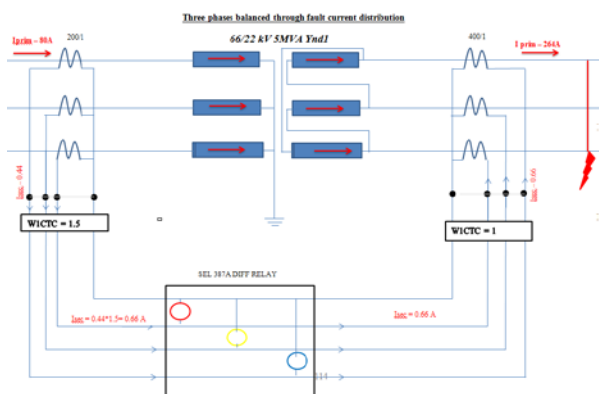 Three phases balanced through fault current distribution
66/22 kV 5MVA Ynd1
I prim – 80A
200/1
400/1
I prim – 264A
Isec – 0.44
Isec – 0.66
W1CTC = 1.5
W1CTC = 1
SEL 387A DIFF RELAY
Isec = 0.44*1.5= 0.66 A
Isec = 0.66 A
114